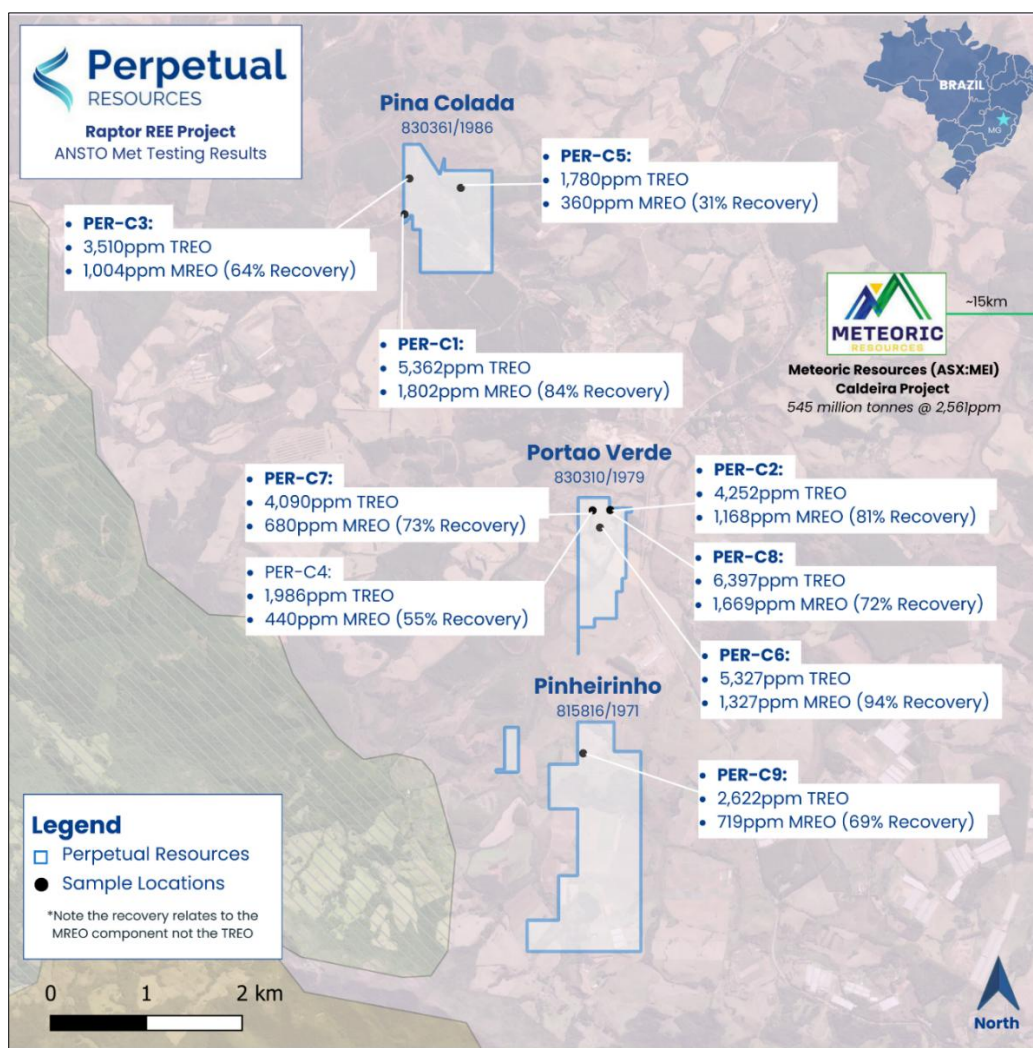 Perpetual
RESOURCES
Raptor REE Project
ANSTO Met Testing Results
BRAZIL
MG
Pina Colada
830361/1986
• PER-C5:
• 1,780ppm TREO
• 360ppm MREO (31% Recovery)
• PER-C3:
• 3,510ppm TREO
• 1,004ppm MREO (64% Recovery)
• PER-C1:
• 5,362ppm TREO
• 1,802ppm MREO (84% Recovery)
METEORIC
RESOURCES
~15km
Meteoric Resources (ASX:MEI)
Caldeira Project
545 million tonnes @ 2,561ppm
Portao Verde
830310/1979
• PER-C7:
• 4,090ppm TREO
• 680ppm MREO (73% Recovery)
• PER-C4:
• 1,986ppm TREO
• 440ppm MREO (55% Recovery)
• PER-C2:
• 4,252ppm TREO
• 1,168ppm MREO (81% Recovery)
• PER-C8:
• 6,397ppm TREO
• 1,669ppm MREO (72% Recovery)
• PER-C6:
• 5,327ppm TREO
• 1,327ppm MREO (94% Recovery)
Pinheirinho
815816/1971
• PER-C9:
• 2,622ppm TREO
• 719ppm MREO (69% Recovery)
Legend
Perpetual Resources
Sample Locations
*Note the recovery relates to the
MREO component not the TREO
0 1 2 km
North